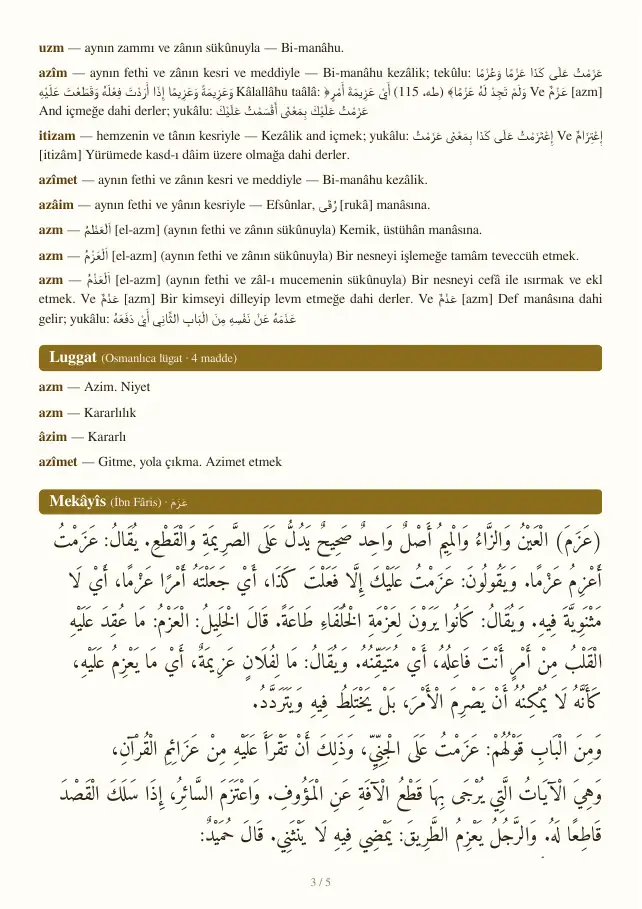 uzm — aynın zammı ve zânın sükûnuyla — Bi-manâhu.
azîm — aynın fethi ve zânın kesri ve meddiyle — Bi-manâhu kezâlik; tekûlu: عَزَمْتُ عَلَى كَذَا عَزْمًا وَعُزْمًا
وَعَزِيمَةً وَعَزِيمًا إِذَا أَرَدْتَ فِعْلَهُ وَقَطَعْتَ عَلَيْهِ Kâlallâhu taâlâ: ﴿وَلَمْ نَجِدْ لَهُ عَزْمًا﴾ (طه، 115) أَيْ عَزِيمَةَ أَمْرٍ Ve عَزْمٌ [azm]
And içmeğe dahi derler; yukâlu: عَزَمْتُ عَلَيْكَ بِمَعْنَى أَقْسَمْتُ عَلَيْكَ
itizam — hemzenin ve tânın kesriyle — Kezâlik and içmek; yukâlu: إِعْتَزَمْتُ عَلَى كَذَا بِمَعْنَى عَزَمْتُ Ve إِعْتِزَامٌ
[itizâm] Yürümede kasd-ı dâim üzere olmağa dahi derler.
azîmet — aynın fethi ve zânın kesri ve meddiyle — Bi-manâhu kezâlik.
azâim — aynın fethi ve yânın kesriyle — Efsûnlar, رُقَى [rukâ] manâsına.
azm — اَلْعَظْمُ [el-azm] (aynın fethi ve zânın sükûnuyla) Kemik, üstühân manâsına.
azm — اَلْعَزْمُ [el-azm] (aynın fethi ve zânın sükûnuyla) Bir nesneyi işlemeğe tamâm teveccüh etmek.
azm — اَلْعَذْمُ [el-azm] (aynın fethi ve zâl-ı mucemenin sükûnuyla) Bir nesneyi cefâ ile ısırmak ve ekl
etmek. Ve عَذْمٌ [azm] Bir kimseyi dilleyip levm etmeğe dahi derler. Ve عَذْمٌ [azm] Def manâsına dahi
gelir; yukâlu: عَذَمَهُ عَنْ نَفْسِهِ مِنَ الْبَابِ الثَّانِي أَيْ دَفَعَهُ
Luggat (Osmanlıca lügat · 4 madde)
azm — Azim. Niyet
azm — Kararlılık
âzim — Kararlı
azîmet — Gitme, yola çıkma. Azimet etmek
Mekâyîs (İbn Fâris) · عَزَمَ
(عَزَمَ) الْعَيْنُ وَالزَّاءُ وَالْمِيمُ أَصْلٌ وَاحِدٌ صَحِيحٌ يَدُلُّ عَلَى الصَّرِيمَةِ وَالْقَطْعِ. يُقَالُ: عَزَمْتُ
أَعْزِمُ عَزْمًا. وَيَقُولُونَ: عَزَمْتُ عَلَيْكَ إِلَّا فَعَلْتَ كَذَا، أَيْ جَعَلْتَهُ أَمْرًا عَزْمًا، أَيْ لَا
مَثْنَوِيَّةَ فِيهِ. وَيُقَالُ: كَانُوا يَرَوْنَ لِعَزْمَةِ الْخُلَفَاءِ طَاعَةً. قَالَ الْخَلِيلُ: الْعَزْمُ: مَا عُقِدَ عَلَيْهِ
الْقَلْبُ مِنْ أَمْرٍ أَنْتَ فَاعِلُهُ، أَيْ مُتَيَقِّنُهُ. وَيُقَالُ: مَا لِفُلَانٍ عَزِيمَةٌ، أَيْ مَا يَعْزِمُ عَلَيْهِ،
كَأَنَّهُ لَا يُمْكِنُهُ أَنْ يَصْرِمَ الْأَمْرَ، بَلْ يَخْتَلِطُ فِيهِ وَيَتَرَدَّدُ.
وَمِنَ الْبَابِ قَوْلُهُمْ: عَزَمْتُ عَلَى الْجِنِّيِّ، وَذَلِكَ أَنْ تَقْرَأَ عَلَيْهِ مِنْ عَزَائِمِ الْقُرْآنِ،
وَهِيَ الْآيَاتُ الَّتِي يُرْجَى بِهَا قَطْعُ الْآفَةِ عَنِ الْمَؤُوفِ. وَاعْتَزَمَ السَّائِرُ، إِذَا سَلَكَ الْقَصْدَ
قَاطِعًا لَهُ. وَالرَّجُلُ يَعْزِمُ الطَّرِيقَ: يَمْضِي فِيهِ لَا يَنْثَنِي. قَالَ حُمَيْدٌ:
3 / 5